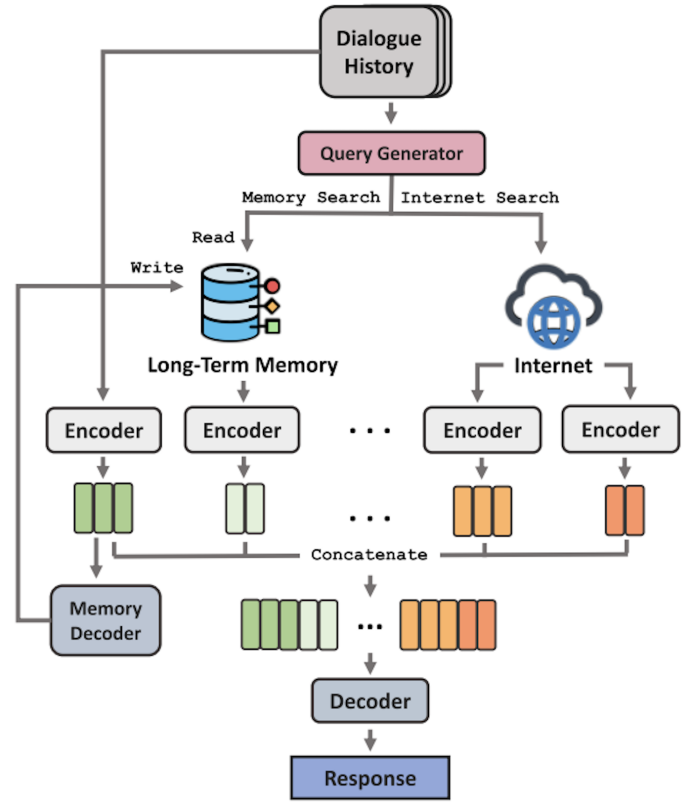 Dialogue
History
Query Generator
Memory Search
Internet Search
Read
Write
Long-Term Memory
Internet
Encoder
Encoder
...
Encoder
Encoder
...
Concatenate
Memory
Decoder
...
Decoder
Response